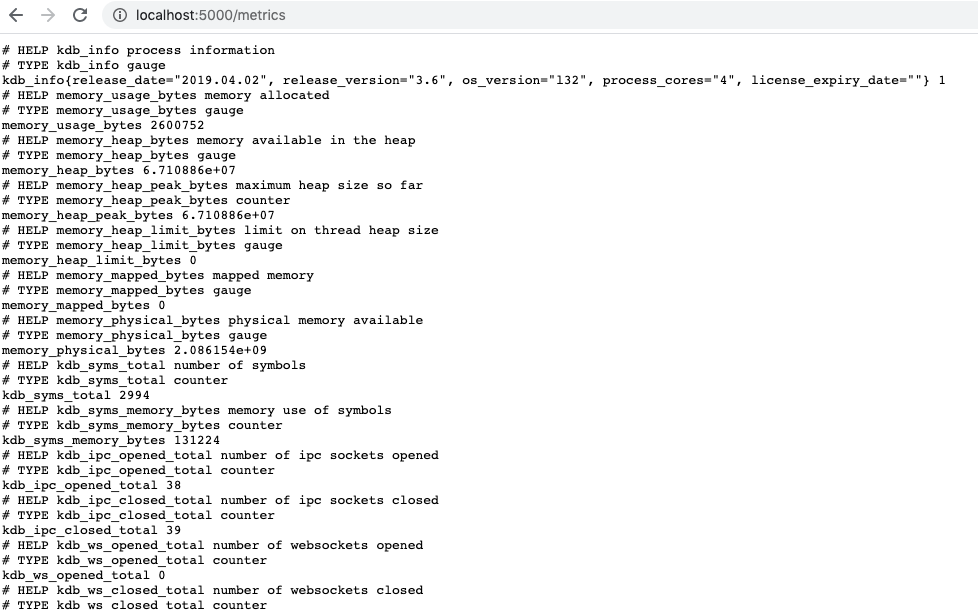 localhost:5000/metrics
# HELP kdb_info process information
# TYPE kdb_info gauge
kdb_info{release_date="2019.04.02", release_version="3.6", os_version="l32", process_cores="4", license_expiry_date=""} 1
# HELP memory_usage_bytes memory allocated
# TYPE memory_usage_bytes gauge
memory_usage_bytes 2600752
# HELP memory_heap_bytes memory available in the heap
# TYPE memory_heap_bytes gauge
memory_heap_bytes 6.710886e+07
# HELP memory_heap_peak_bytes maximum heap size so far
# TYPE memory_heap_peak_bytes counter
memory_heap_peak_bytes 6.710886e+07
# HELP memory_heap_limit_bytes limit on thread heap size
# TYPE memory_heap_limit_bytes gauge
memory_heap_limit_bytes 0
# HELP memory_mapped_bytes mapped memory
# TYPE memory_mapped_bytes gauge
memory_mapped_bytes 0
# HELP memory_physical_bytes physical memory available
# TYPE memory_physical_bytes gauge
memory_physical_bytes 2.086154e+09
# HELP kdb_syms_total number of symbols
# TYPE kdb_syms_total counter
kdb_syms_total 2994
# HELP kdb_syms_memory_bytes memory use of symbols
# TYPE kdb_syms_memory_bytes counter
kdb_syms_memory_bytes 131224
# HELP kdb_ipc_opened_total number of ipc sockets opened
# TYPE kdb_ipc_opened_total counter
kdb_ipc_opened_total 38
# HELP kdb_ipc_closed_total number of ipc sockets closed
# TYPE kdb_ipc_closed_total counter
kdb_ipc_closed_total 39
# HELP kdb_ws_opened_total number of websockets opened
# TYPE kdb_ws_opened_total counter
kdb_ws_opened_total 0
# HELP kdb_ws_closed_total number of websockets closed
# TYPE kdb_ws_closed_total counter